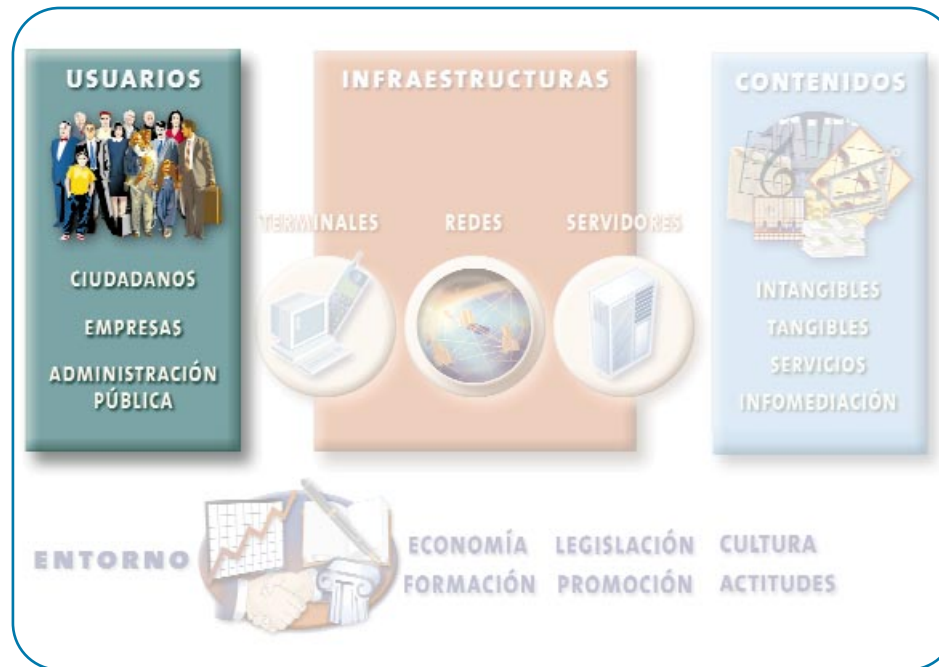 USUARIOS
CIUDADANOS
EMPRESAS
ADMINISTRACIÓN
PÚBLICA
INFRAESTRUCTURAS
TERMINALES
REDES
SERVIDORES
CONTENIDOS
INTANGIBLES
TANGIBLES
SERVICIOS
INFOMEDIACIÓN
ENTORNO
ECONOMÍA LEGISLACIÓN CULTURA
FORMACIÓN PROMOCIÓN ACTITUDES